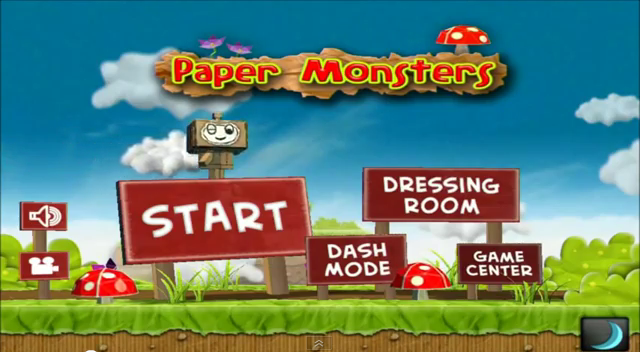 Paper Monsters
START
DRESSING
ROOM
DASH
MODE
GAME
CENTER